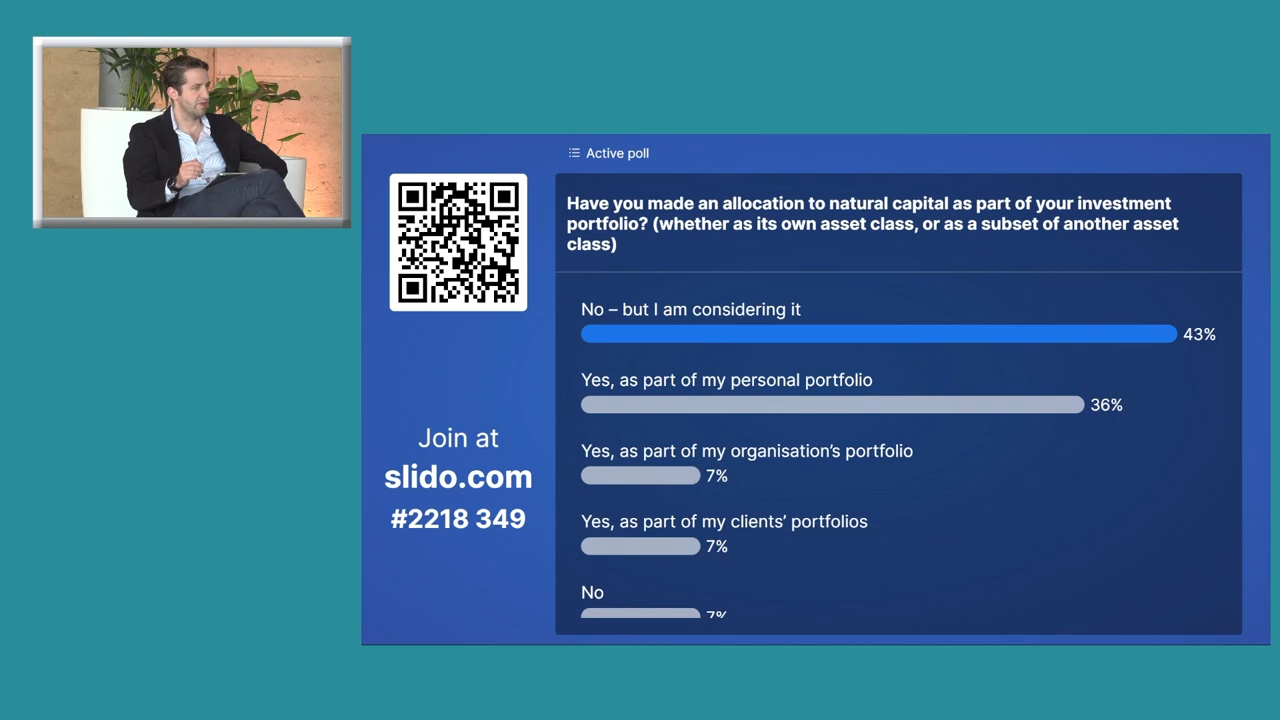 Active poll
Have you made an allocation to natural capital as part of your investment
portfolio? (whether as its own asset class, or as a subset of another asset
class)
No – but I am considering it
43%
Yes, as part of my personal portfolio
36%
Yes, as part of my organisation’s portfolio
7%
Yes, as part of my clients’ portfolios
7%
No
7%
Join at
slido.com
#2218 349